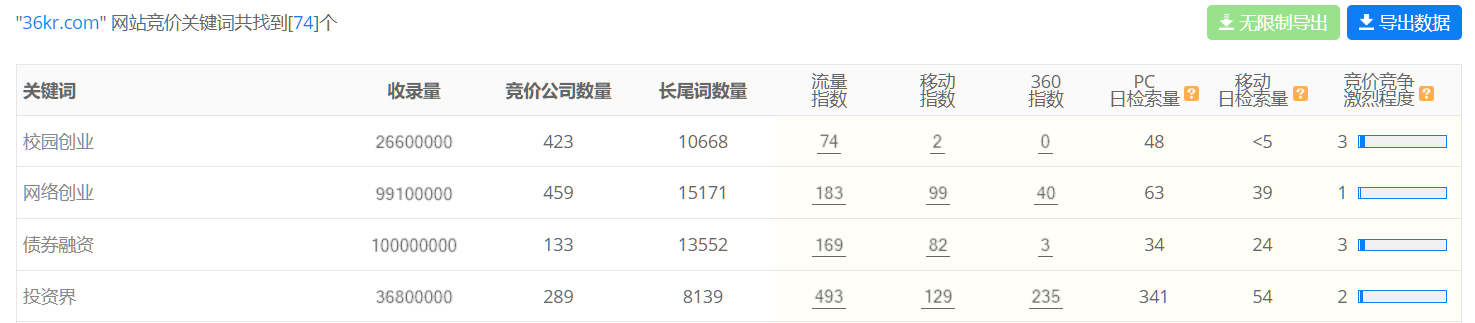 "36kr.com" 网站竞价关键词共找到[74]个
无限制导出 导出数据
关键词 收录量 竞价公司数量 长尾词数量 流量指数 移动指数 360指数 PC日检索量 ? 移动日检索量 ? 竞价竞争激烈程度 ?
校园创业 26600000 423 10668 74 2 0 48 <5 3
网络创业 99100000 459 15171 183 99 40 63 39 1
债券融资 100000000 133 13552 169 82 3 34 24 3
投资界 36800000 289 8139 493 129 235 341 54 2